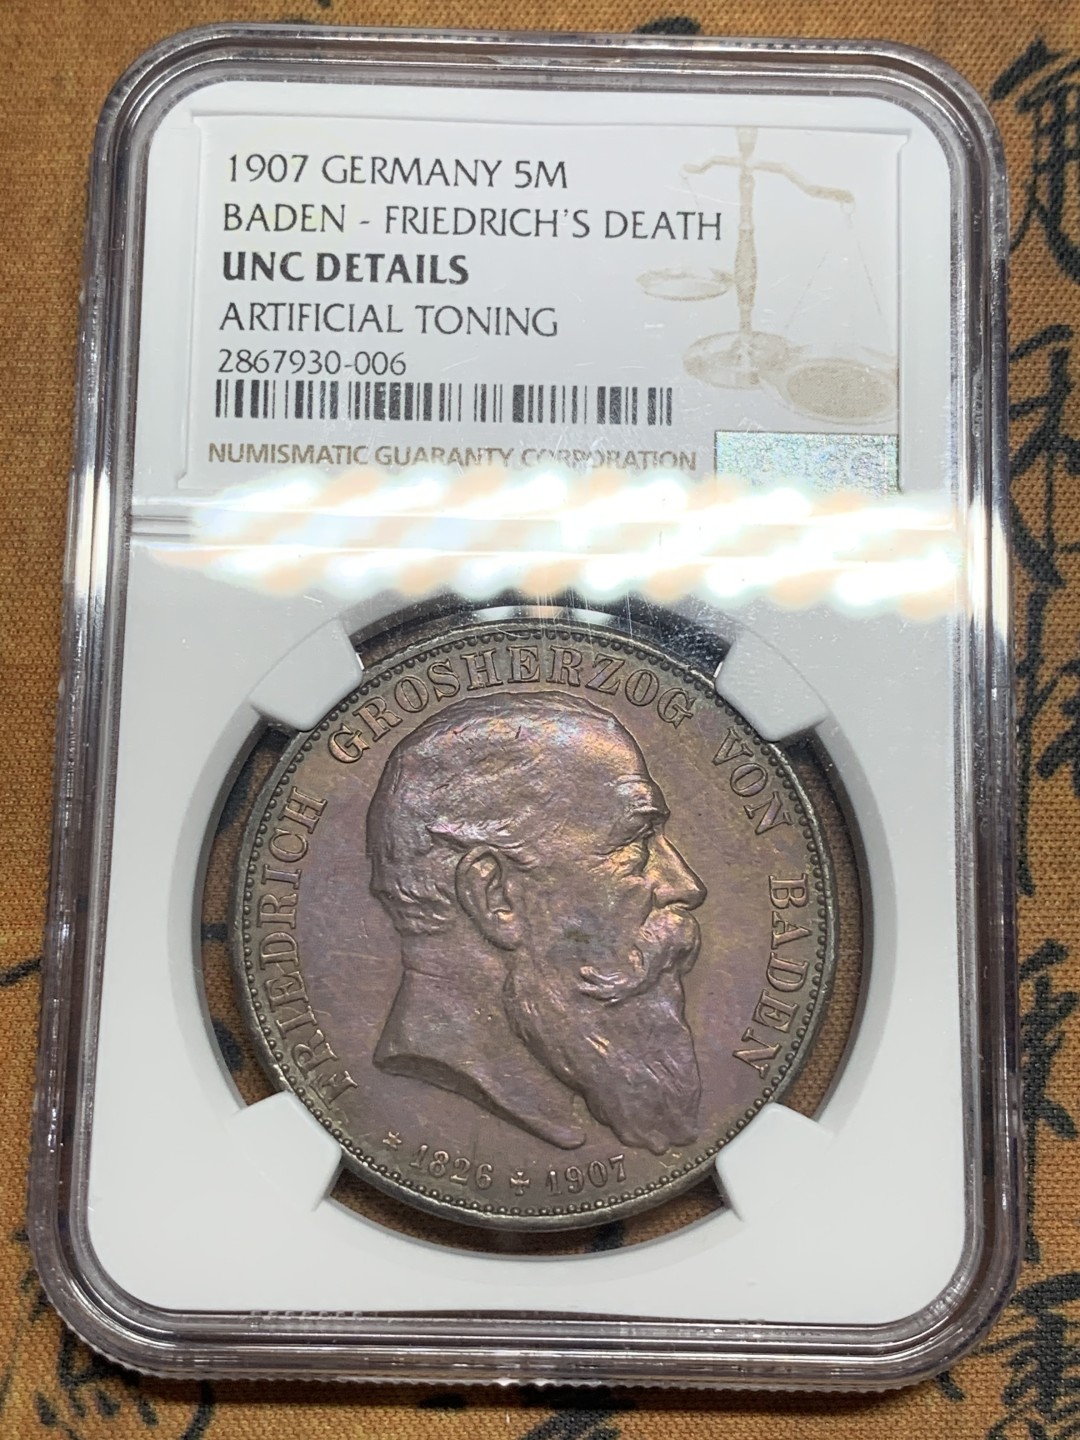 1907 GERMANY 5M
BADEN - FRIEDRICH'S DEATH
UNC DETAILS
ARTIFICIAL TONING
2867930-006
NUMISMATIC GUARANTY CORPORATION
FRIEDRICH GROSHERZOG VON BADEN
* 1826 ✝ 1907